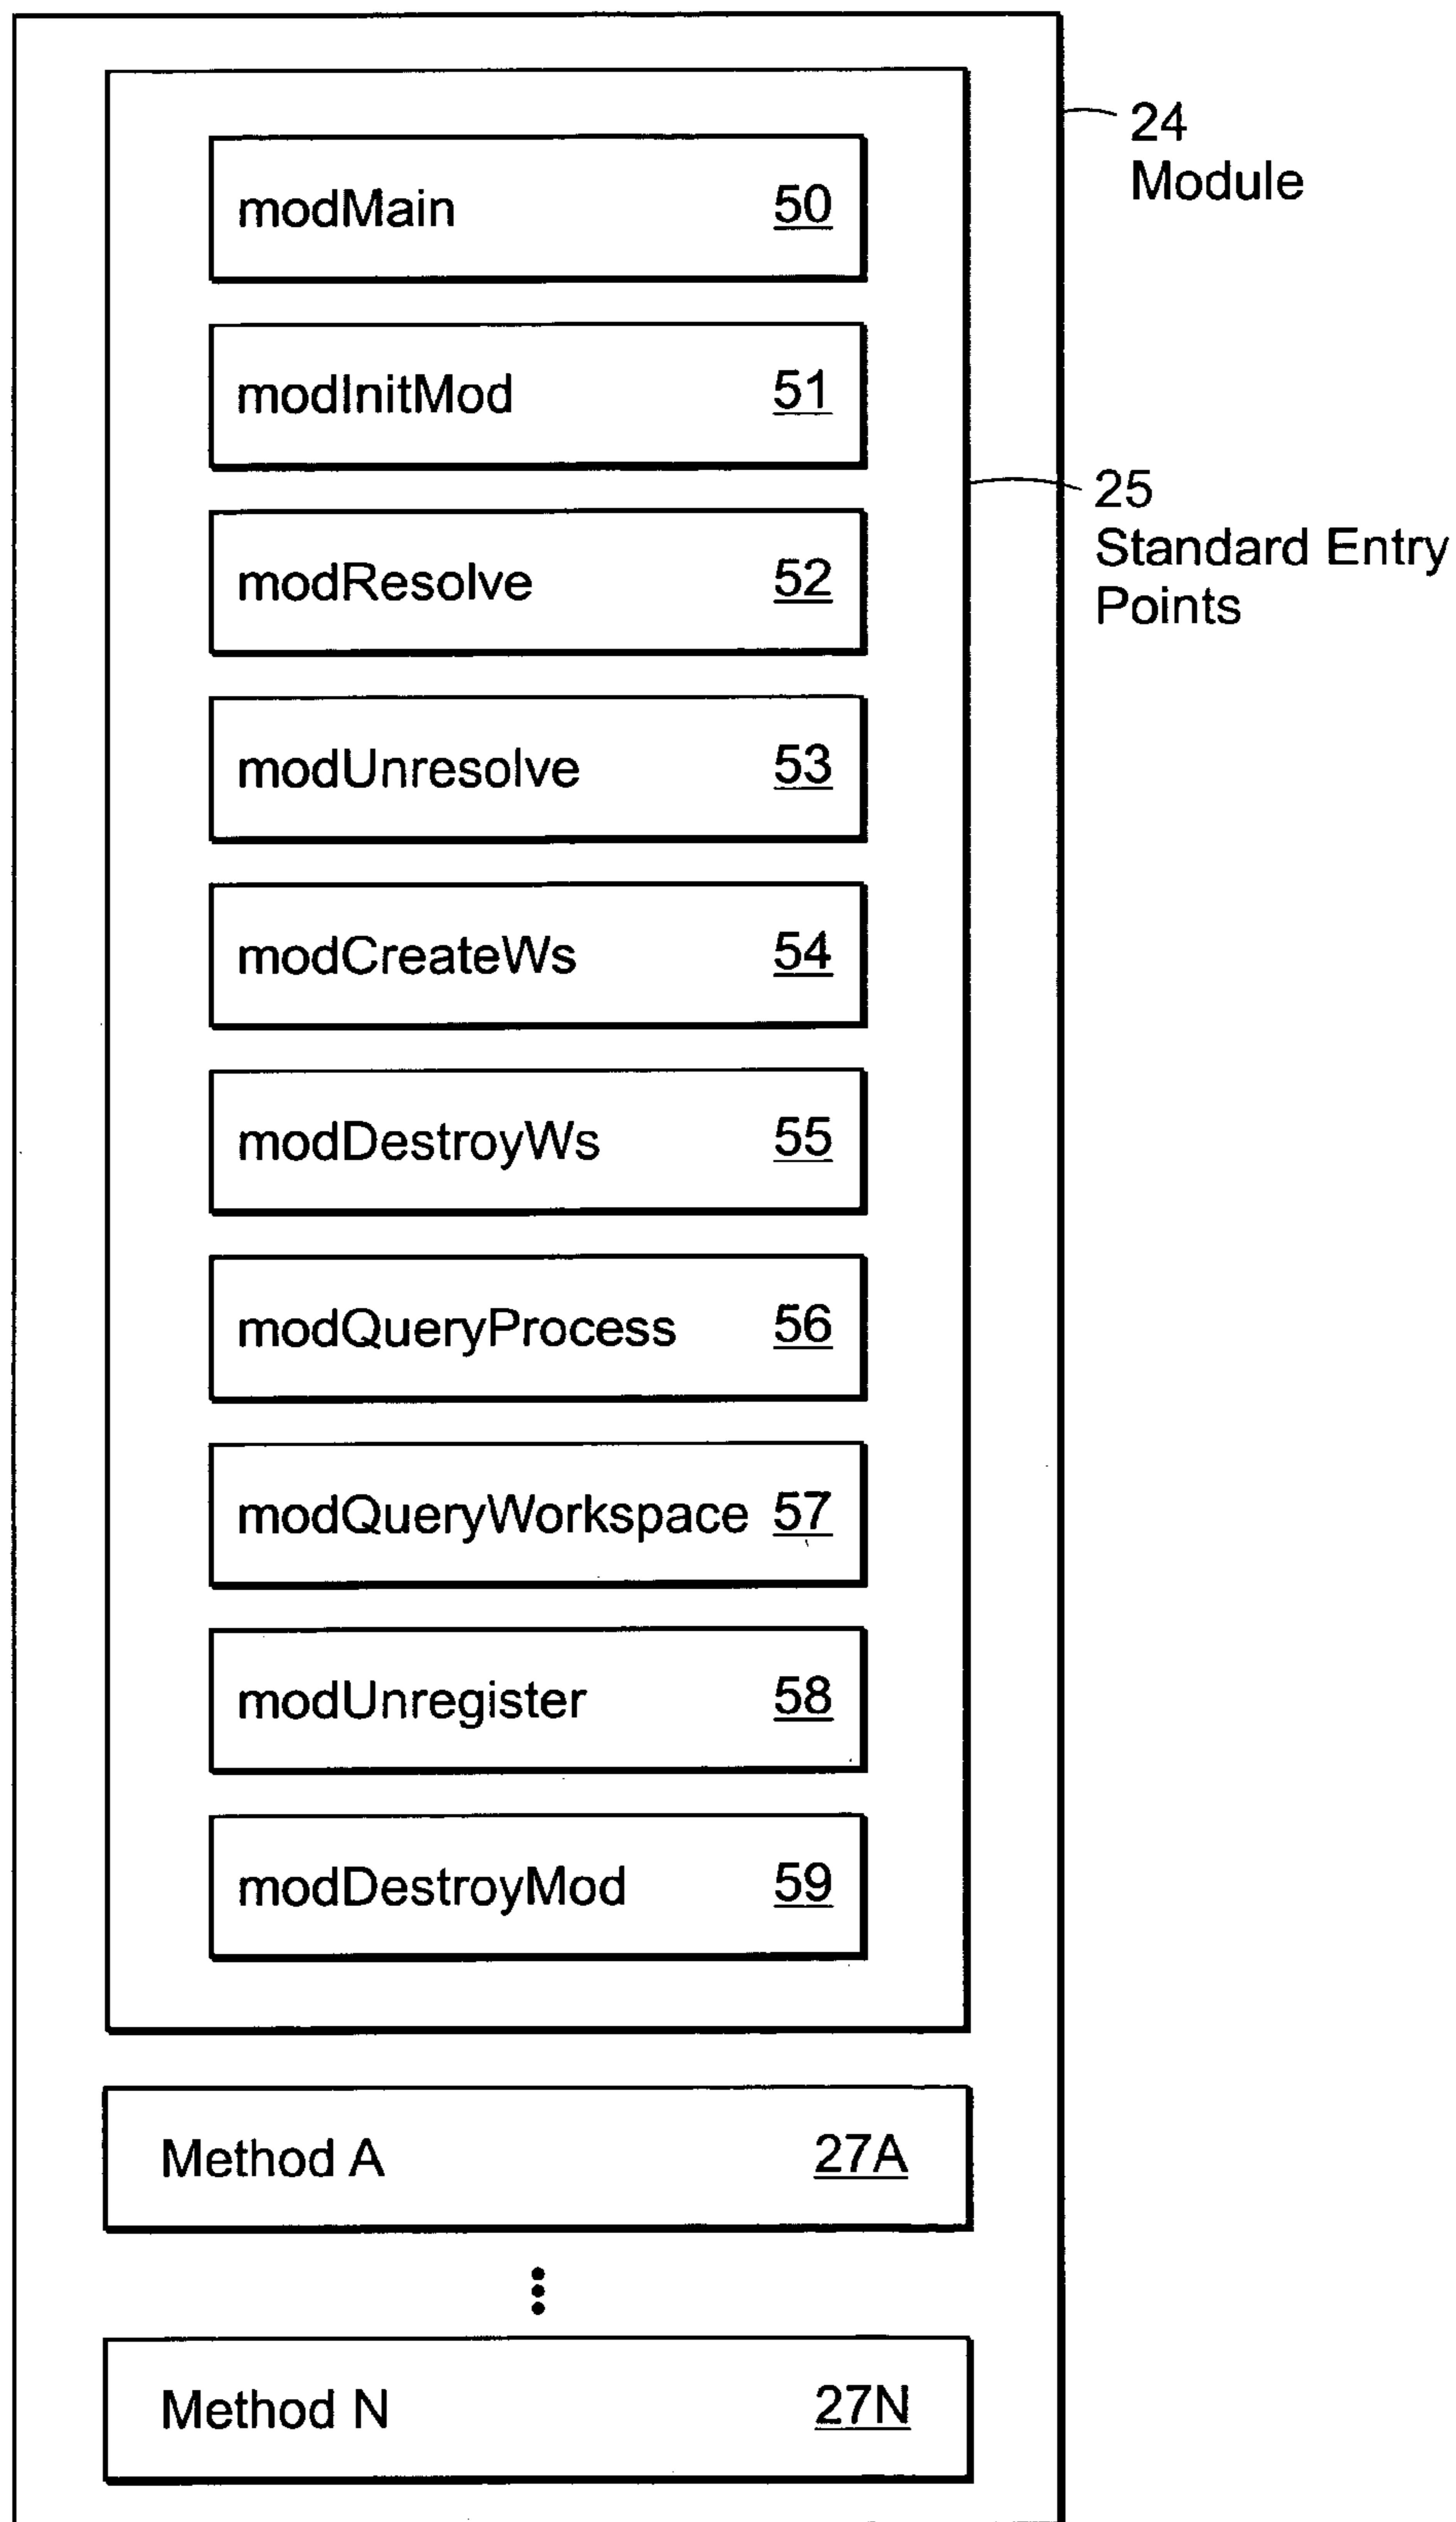 modMain 50
24
Module
modInitMod 51
25
Standard Entry
Points
modResolve 52
modUnresolve 53
modCreateWs 54
modDestroyWs 55
modQueryProcess 56
modQueryWorkspace 57
modUnregister 58
modDestroyMod 59
Method A 27A
Method N 27N